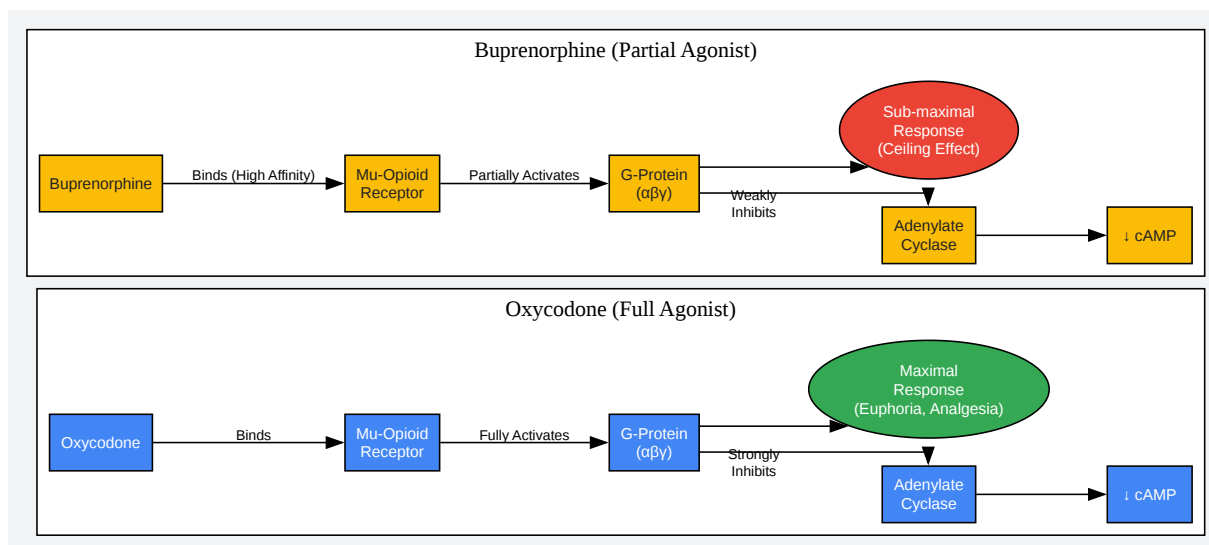 Buprenorphine (Partial Agonist)
Buprenorphine
Binds (High Affinity)
Mu-Opioid
Receptor
Partially Activates
G-Protein
(αβγ)
Sub-maximal
Response
(Ceiling Effect)
Weakly
Inhibits
Adenylate
Cyclase
↓ cAMP
Oxycodone (Full Agonist)
Oxycodone
Binds
Mu-Opioid
Receptor
Fully Activates
G-Protein
(αβγ)
Maximal
Response
(Euphoria, Analgesia)
Strongly
Inhibits
Adenylate
Cyclase
↓ cAMP